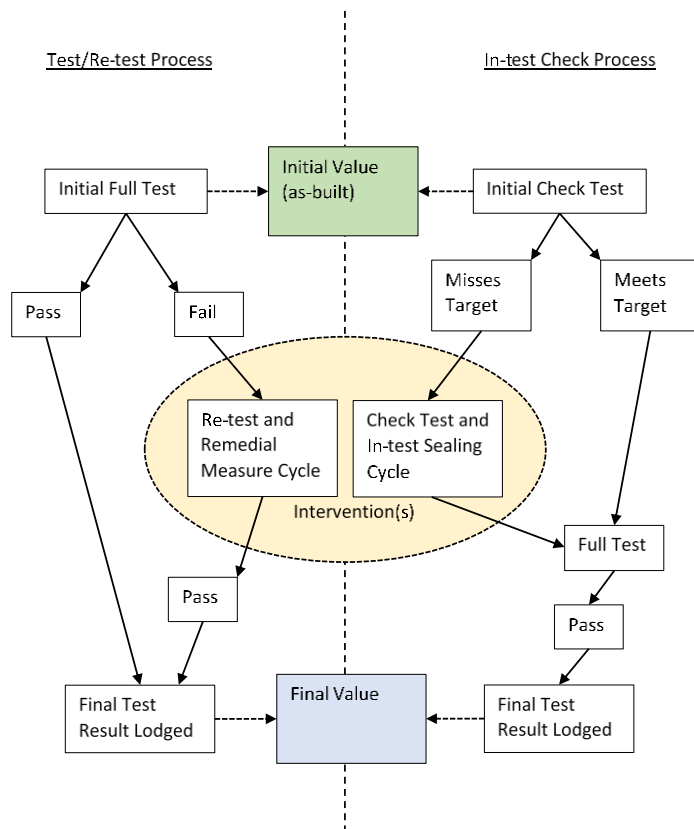 Test/Re-test Process
In-test Check Process
Initial Full Test
Initial Value
(as-built)
Initial Check Test
Pass
Fail
Misses
Target
Meets
Target
Re-test and
Remedial
Measure Cycle
Check Test and
In-test Sealing
Cycle
Intervention(s)
Full Test
Pass
Pass
Final Test
Result Lodged
Final Value
Final Test
Result Lodged